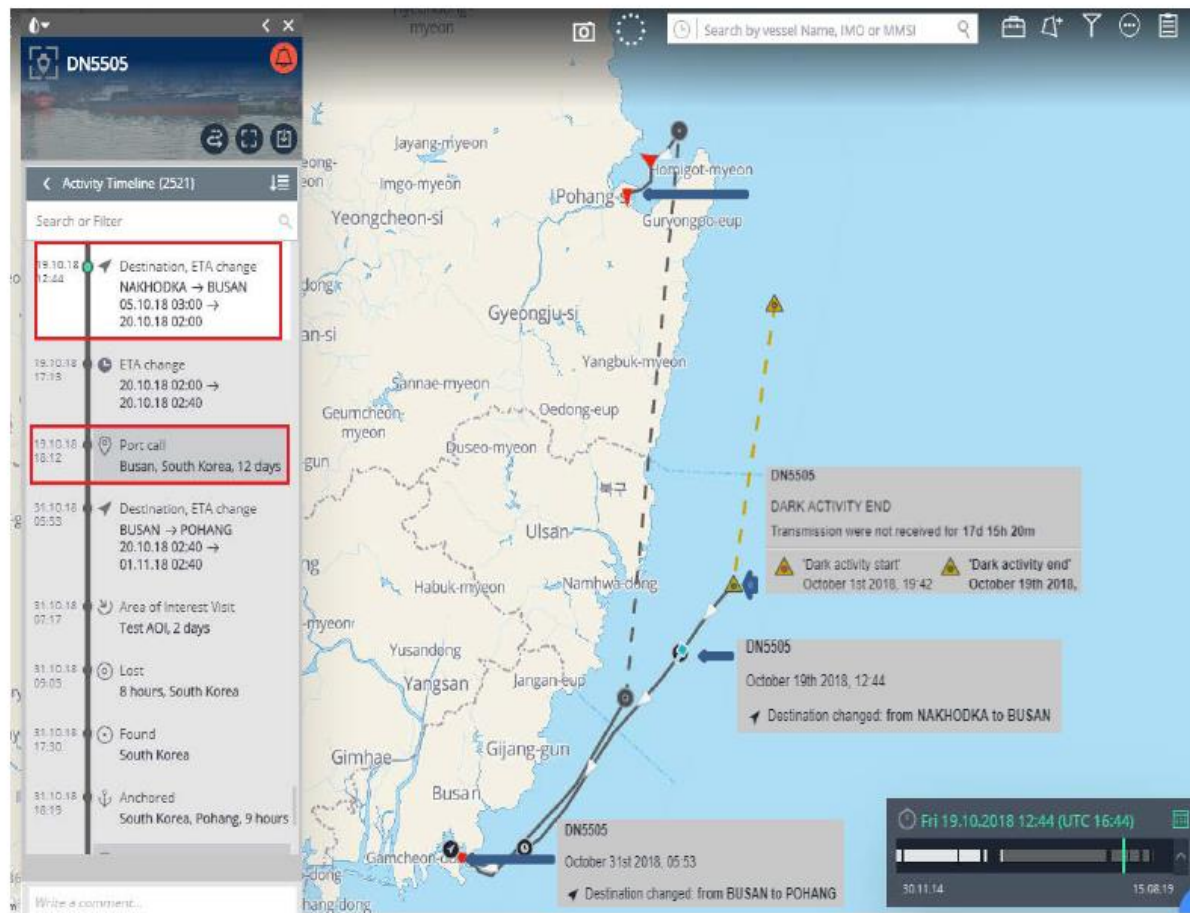 myeon
Search by vessel Name, IMO or MMSI
DN5505
Activity Timeline (2521)
Search or Filter
19.10.18
12:44
Destination, ETA change
NAKHODKA → BUSAN
05.10.18 03:00 →
20.10.18 02:00
19.10.18
17:13
ETA change
20.10.18 02:00 →
20.10.18 02:40
19.10.18
18:12
Port call
Busan, South Korea, 12 days
31.10.18
05:53
Destination, ETA change
BUSAN → POHANG
20.10.18 02:40 →
01.11.18 02:40
31.10.18
07:17
Area of Interest Visit
Test AOI, 2 days
31.10.18
09:03
Lost
8 hours, South Korea
31.10.18
17:30
Found
South Korea
31.10.18
18:19
Anchored
South Korea, Pohang, 9 hours
Write a comment...
Jayang-myeon
Imgo-myeon
Yeongcheon-si
Pohang-s
Homigot-myeon
Guryongpo-eup
Gyeongju-si
Yangbuk-myeon
Sannae-myeon
Geumcheon-
myeon
Oedong-eup
Duseo-myeon
북구
Ulsan
Habuk-myeon
Namhwa-dong
Yusandong
Yangsan
Jangan-eup
Gimhae
Gijang-gun
Busan
Gamcheon-do
DN5505
DARK ACTIVITY END
Transmission were not received for 17d 15h 20m
'Dark activity start'
October 1st 2018, 19:42
'Dark activity end'
October 19th 2018,
DN5505
October 19th 2018, 12:44
Destination changed: from NAKHODKA to BUSAN
DN5505
October 31st 2018, 05:53
Destination changed: from BUSAN to POHANG
Fri 19.10.2018 12:44 (UTC 16:44)
30.11.14
15.08.19